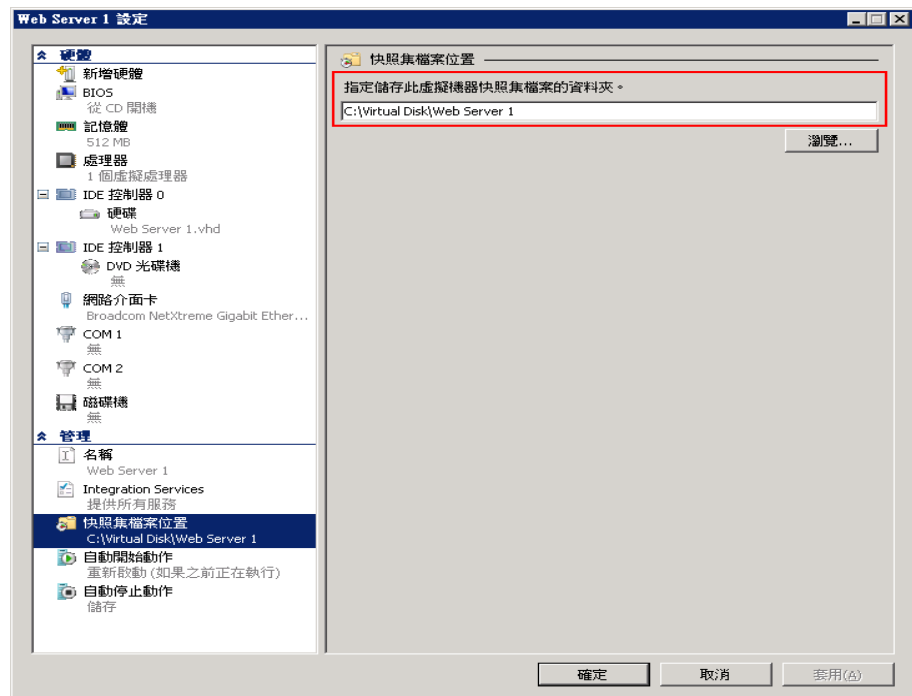 Web Server 1 設定
硬體
新增硬體
BIOS
從 CD 開機
記憶體
512 MB
處理器
1 個虛擬處理器
IDE 控制器 0
硬碟
Web Server 1.vhd
IDE 控制器 1
DVD 光碟機
無
網路介面卡
Broadcom NetXtreme Gigabit Ether...
COM 1
無
COM 2
無
磁碟機
無
管理
名稱
Web Server 1
Integration Services
提供所有服務
快照集檔案位置
C:\Virtual Disk\Web Server 1
自動開始動作
重新啟動 (如果之前正在執行)
自動停止動作
儲存
快照集檔案位置
指定儲存此虛擬機器快照集檔案的資料夾。
C:\Virtual Disk\Web Server 1
瀏覽...
確定
取消
套用(A)